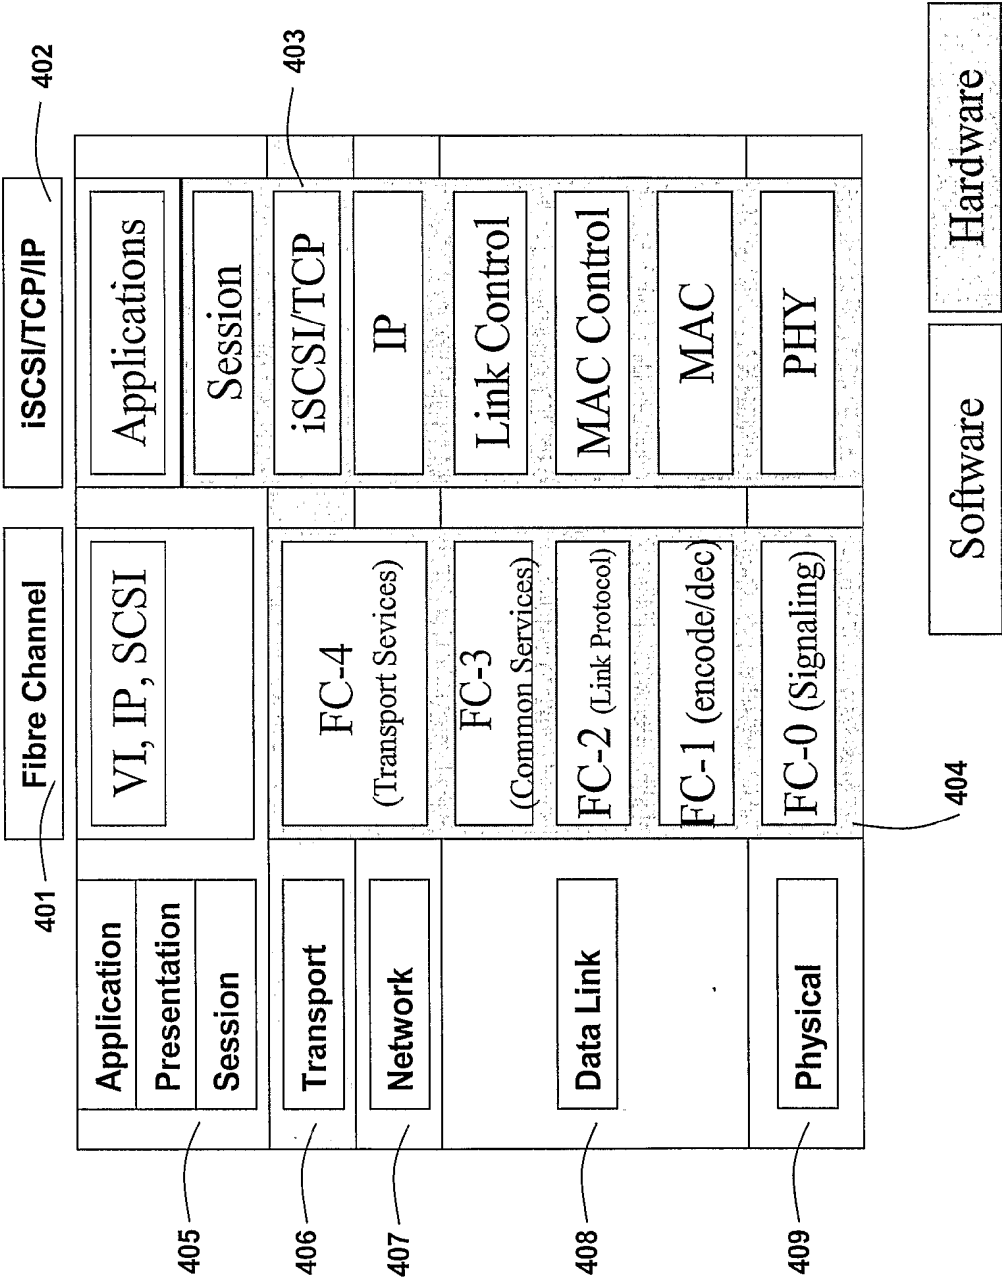 401
402
403
404
405
406
407
408
409
Fibre Channel
iSCSI/TCP/IP
Application
Presentation
Session
Transport
Network
Data Link
Physical
VI, IP, SCSI
FC-4
(Transport Sevices)
FC-3
(Common Services)
FC-2 (Link Protocol)
FC-1 (encode/dec)
FC-0 (Signaling)
Applications
Session
iSCSI/TCP
IP
Link Control
MAC Control
MAC
PHY
Software
Hardware